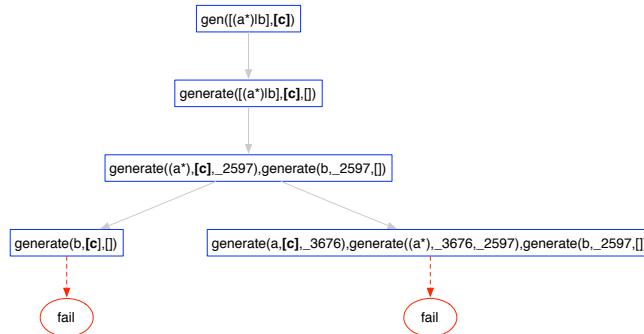 gen([(a*)|b],[c])
generate([(a*)|b],[c],[])
generate((a*),[c],_2597),generate(b,_2597,[])
generate(b,[c],[])
generate(a,[c],_3676),generate((a*),_3676,_2597),generate(b,_2597,[])
fail
fail